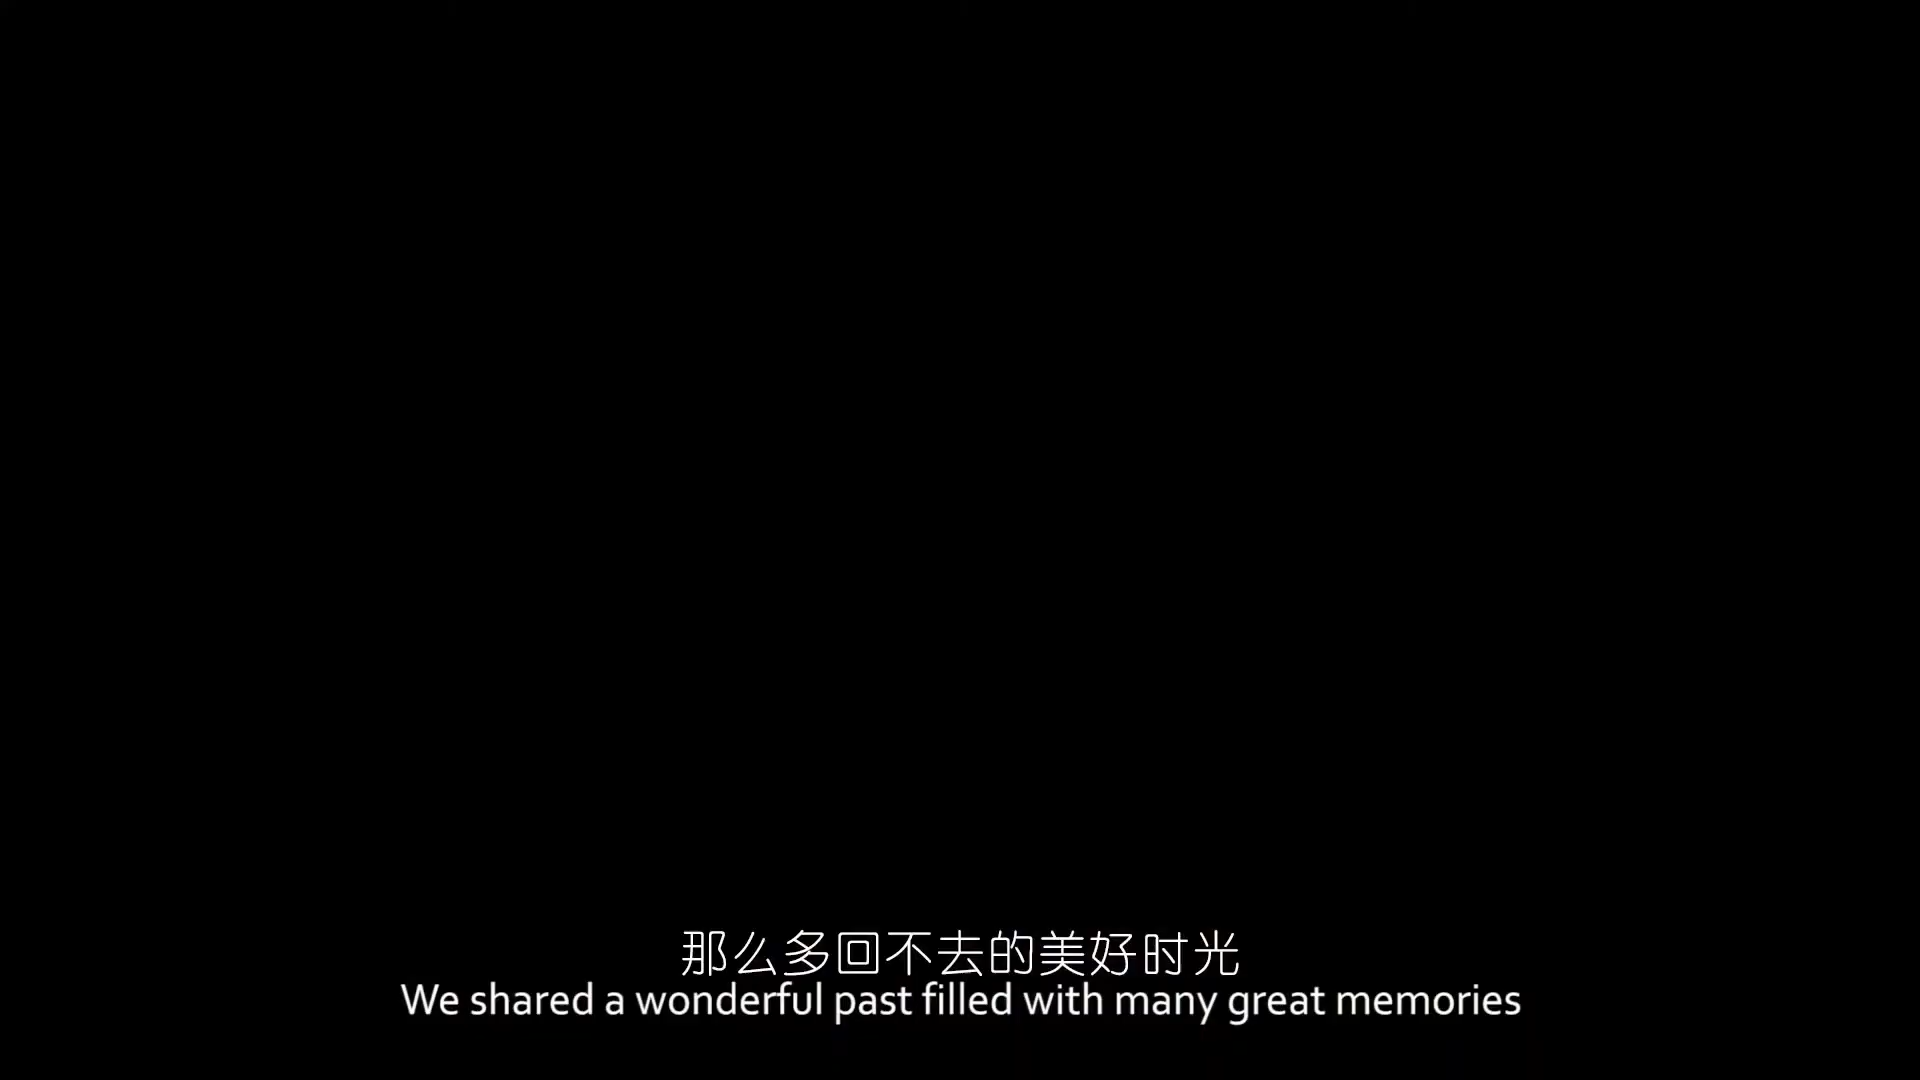 那么多回不去的美好时光
We shared a wonderful past filled with many great memories